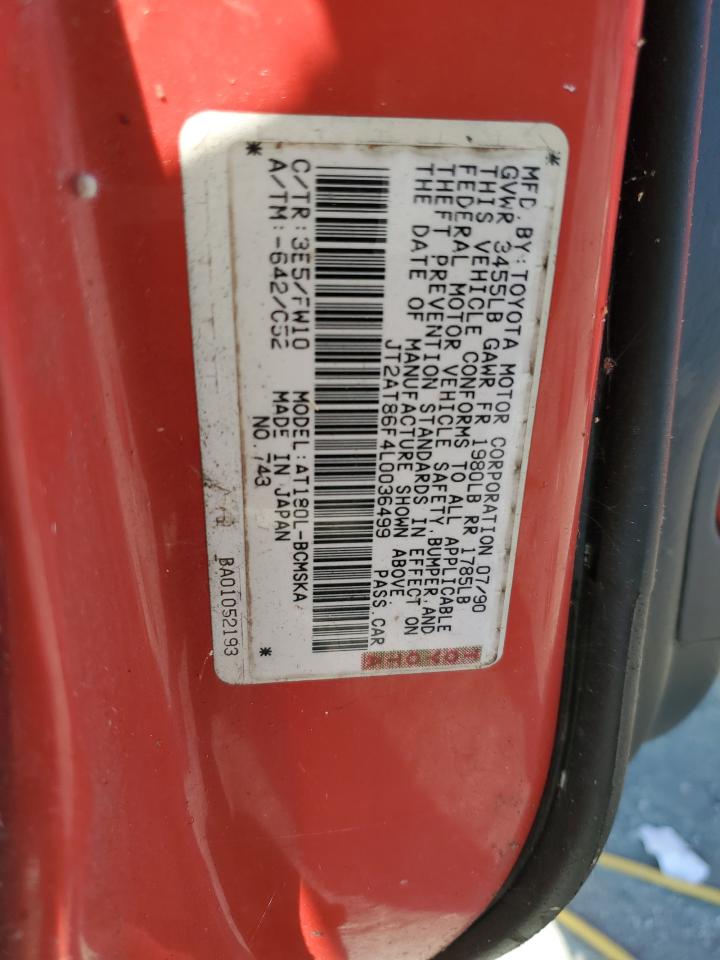 MFD. BY: TOYOTA MOTOR CORPORATION 07/90
GVWR 3455LB GAWR FR 1980LB RR 1785LB
THIS VEHICLE CONFORMS TO ALL APPLICABLE
FEDERAL MOTOR VEHICLE SAFETY, BUMPER, AND
THEFT PREVENTION STANDARDS IN EFFECT ON
THE DATE OF MANUFACTURE SHOWN ABOVE.
JT2AT86F4L0036499 PASS.CAR
TOYOTA
C/TR: 3E5/FW10 MODEL: AT180L-BCMSKA
A/TM: -642/C52 MADE IN JAPAN
NO. 743
BA01052193